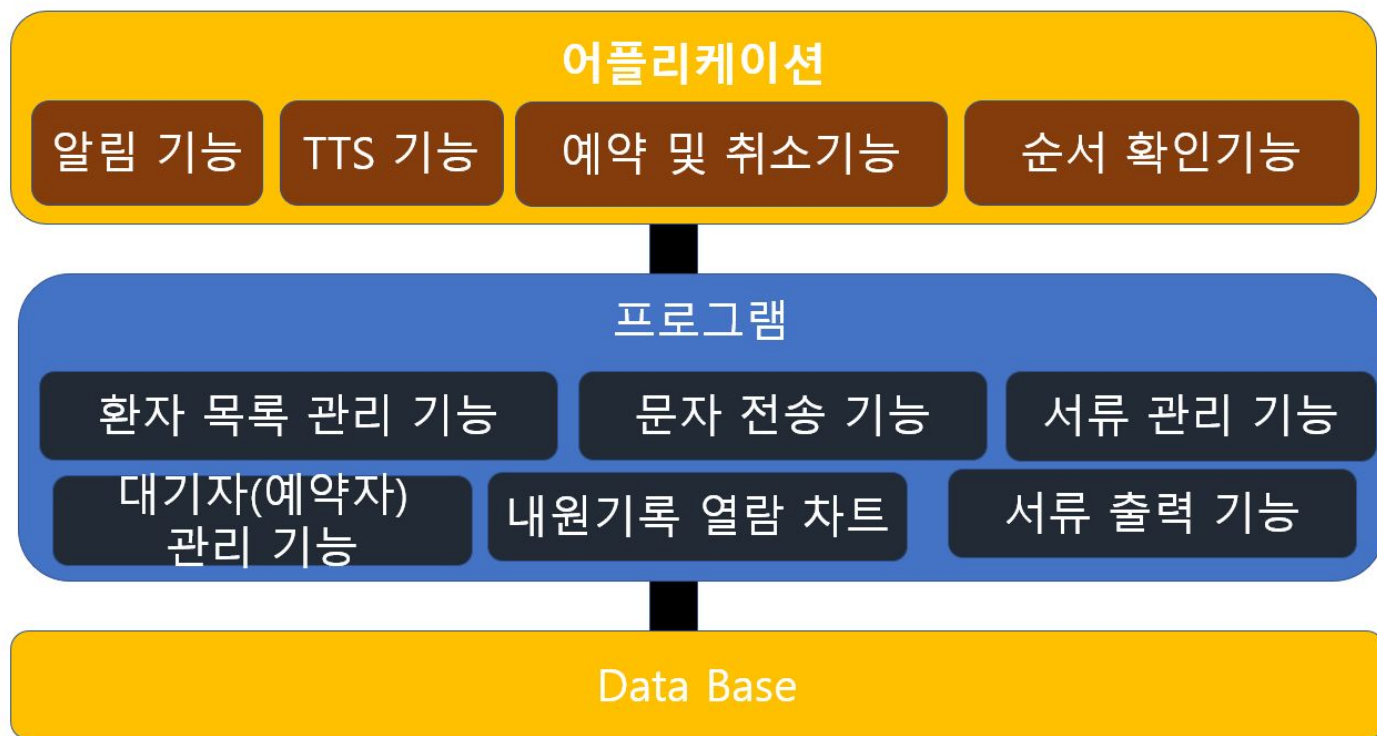 어플리케이션
알림 기능
TTS 기능
예약 및 취소기능
순서 확인기능
프로그램
환자 목록 관리 기능
문자 전송 기능
서류 관리 기능
대기자(예약자)
관리 기능
내원기록 열람 차트
서류 출력 기능
Data Base